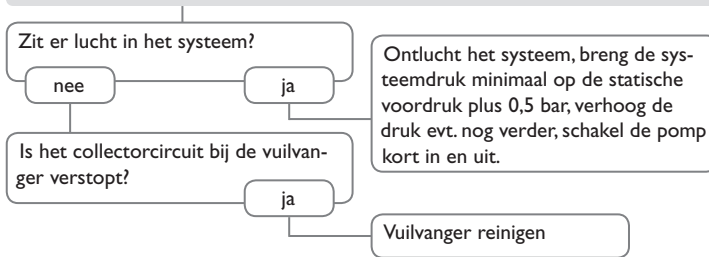 Zit er lucht in het systeem?
nee
ja
Ontlucht het systeem, breng de sys-
teemdruk minimaal op de statische
voordruk plus 0,5 bar, verhoog de
druk evt. nog verder, schakel de pomp
kort in en uit.
Is het collectorcircuit bij de vuilvan-
ger verstopt?
ja
Vuilvanger reinigen